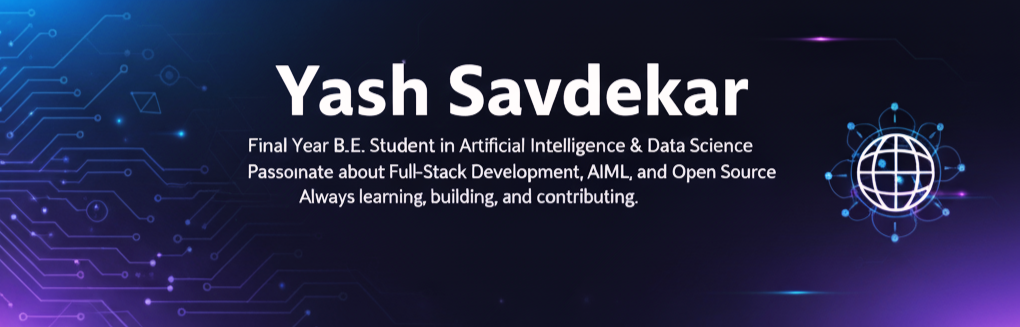 Yash Savdekar
Final Year B.E. Student in Artificial Intelligence & Data Science
Passoinate about Full-Stack Development, AIML, and Open Source
Always learning, building, and contributing.